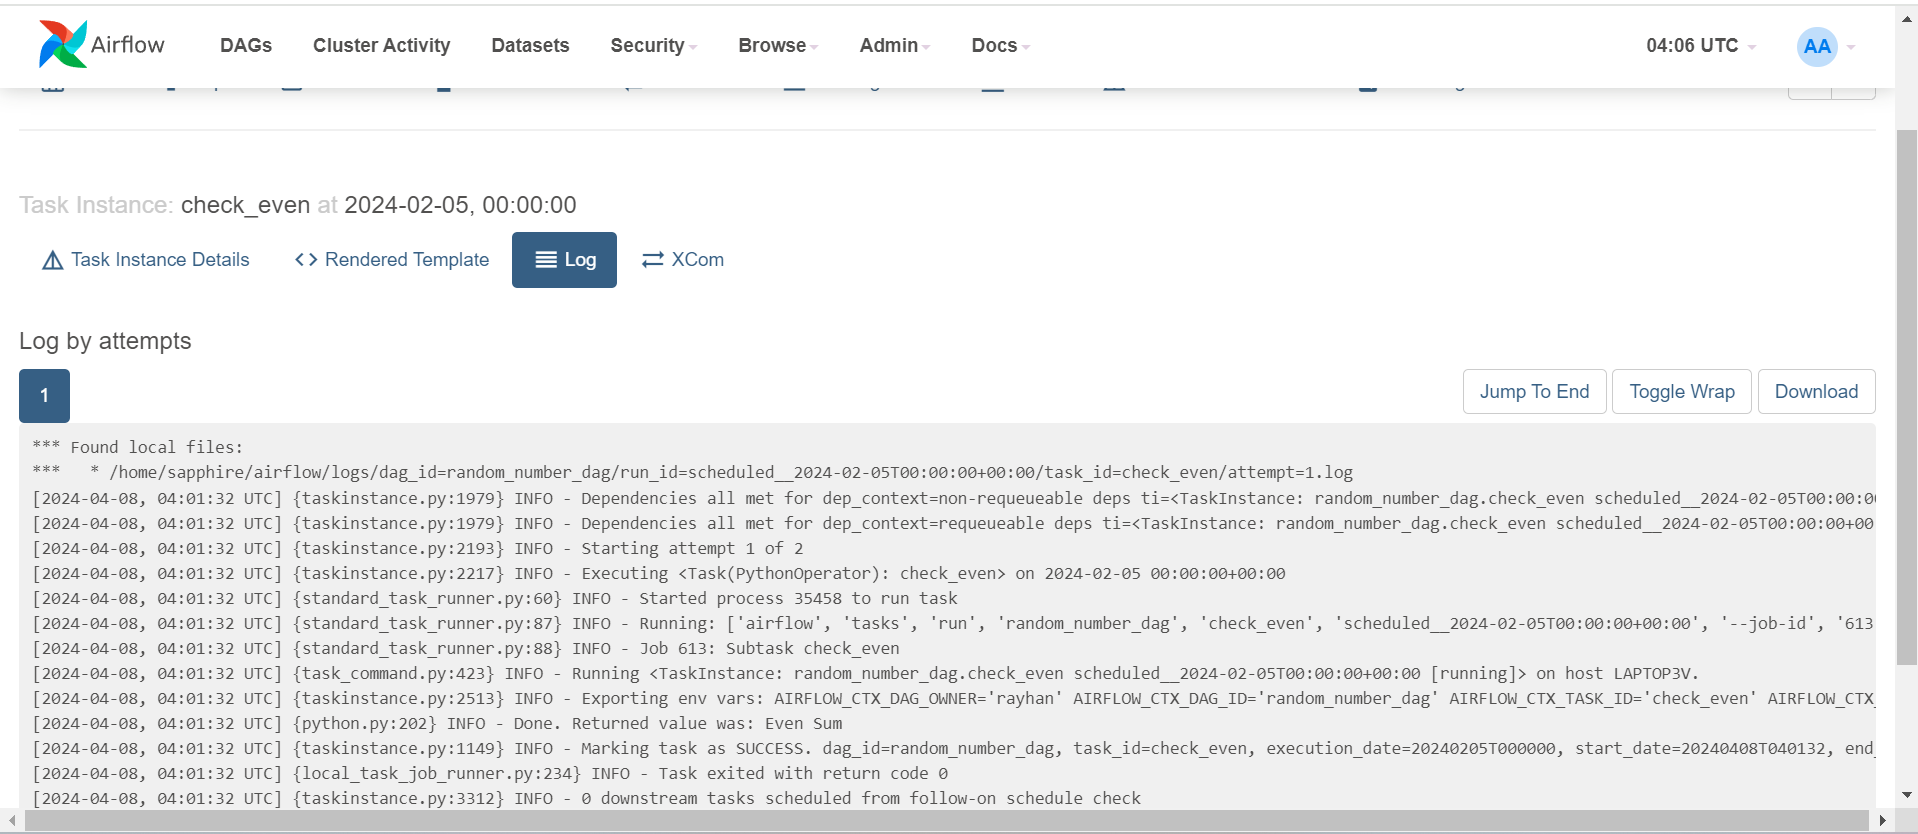 Airflow DAGs Cluster Activity Datasets Security Browse Admin Docs 04:06 UTC AA
Task Instance: check_even at 2024-02-05, 00:00:00
Task Instance Details Rendered Template Log XCom
Log by attempts
1 Jump To End Toggle Wrap Download
*** Found local files:
***   * /home/sapphire/airflow/logs/dag_id=random_number_dag/run_id=scheduled__2024-02-05T00:00:00+00:00/task_id=check_even/attempt=1.log
[2024-04-08, 04:01:32 UTC] {taskinstance.py:1979} INFO - Dependencies all met for dep_context=non-requeueable deps ti=<TaskInstance: random_number_dag.check_even scheduled__2024-02-05T00:00:00
[2024-04-08, 04:01:32 UTC] {taskinstance.py:1979} INFO - Dependencies all met for dep_context=requeueable deps ti=<TaskInstance: random_number_dag.check_even scheduled__2024-02-05T00:00:00+00
[2024-04-08, 04:01:32 UTC] {taskinstance.py:2193} INFO - Starting attempt 1 of 2
[2024-04-08, 04:01:32 UTC] {taskinstance.py:2217} INFO - Executing <Task(PythonOperator): check_even> on 2024-02-05 00:00:00+00:00
[2024-04-08, 04:01:32 UTC] {standard_task_runner.py:60} INFO - Started process 35458 to run task
[2024-04-08, 04:01:32 UTC] {standard_task_runner.py:87} INFO - Running: ['airflow', 'tasks', 'run', 'random_number_dag', 'check_even', 'scheduled__2024-02-05T00:00:00+00:00', '--job-id', '613
[2024-04-08, 04:01:32 UTC] {standard_task_runner.py:88} INFO - Job 613: Subtask check_even
[2024-04-08, 04:01:32 UTC] {task_command.py:423} INFO - Running <TaskInstance: random_number_dag.check_even scheduled__2024-02-05T00:00:00+00:00 [running]> on host LAPTOP3V.
[2024-04-08, 04:01:32 UTC] {taskinstance.py:2513} INFO - Exporting env vars: AIRFLOW_CTX_DAG_OWNER='rayhan' AIRFLOW_CTX_DAG_ID='random_number_dag' AIRFLOW_CTX_TASK_ID='check_even' AIRFLOW_CTX_
[2024-04-08, 04:01:32 UTC] {python.py:202} INFO - Done. Returned value was: Even Sum
[2024-04-08, 04:01:32 UTC] {taskinstance.py:1149} INFO - Marking task as SUCCESS. dag_id=random_number_dag, task_id=check_even, execution_date=20240205T000000, start_date=20240408T040132, end_
[2024-04-08, 04:01:32 UTC] {local_task_job_runner.py:234} INFO - Task exited with return code 0
[2024-04-08, 04:01:32 UTC] {taskinstance.py:3312} INFO - 0 downstream tasks scheduled from follow-on schedule check